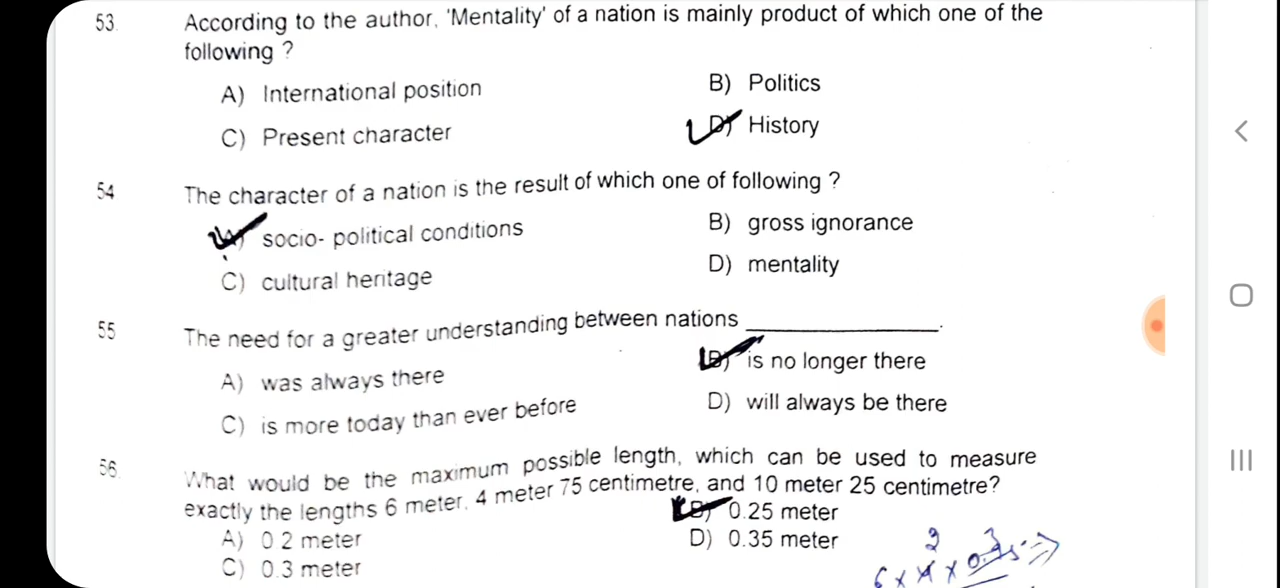 53.
According to the author, 'Mentality' of a nation is mainly product of which one of the
following ?
A) International position
B) Politics
C) Present character
D) History
54
The character of a nation is the result of which one of following ?
A) socio- political conditions
B) gross ignorance
C) cultural heritage
D) mentality
55
The need for a greater understanding between nations ____________.
A) was always there
B) is no longer there
C) is more today than ever before
D) will always be there
56
What would be the maximum possible length, which can be used to measure
exactly the lengths 6 meter, 4 meter 75 centimetre, and 10 meter 25 centimetre?
A) 0 2 meter
B) 0.25 meter
C) 0.3 meter
D) 0.35 meter